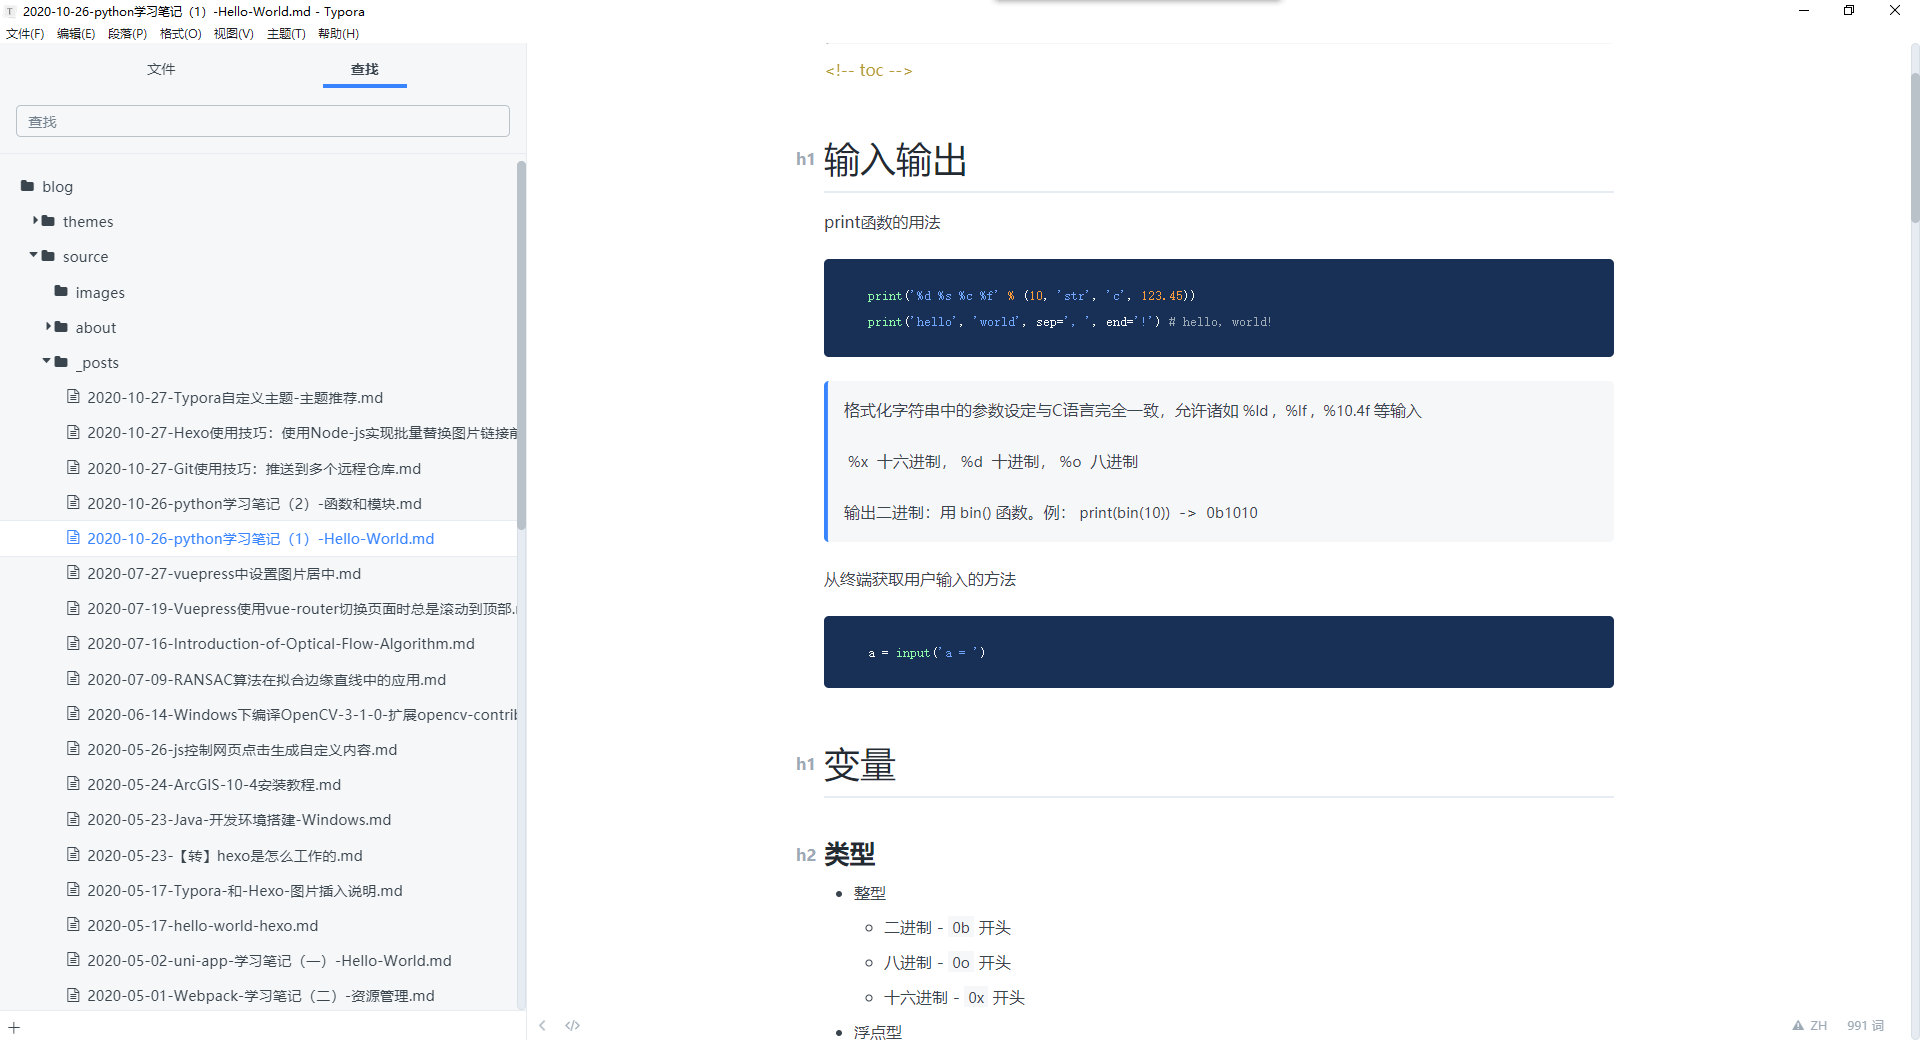 2020-10-26-python学习笔记（1）-Hello-World.md - Typora
文件(F) 编辑(E) 段落(P) 格式(O) 视图(V) 主题(T) 帮助(H)
文件 查找
查找
blog
themes
source
images
about
_posts
2020-10-27-Typora自定义主题-主题推荐.md
2020-10-27-Hexo使用技巧：使用Node-js实现批量替换图片链接前
2020-10-27-Git使用技巧：推送到多个远程仓库.md
2020-10-26-python学习笔记（2）-函数和模块.md
2020-10-26-python学习笔记（1）-Hello-World.md
2020-07-27-vuepress中设置图片居中.md
2020-07-19-Vuepress使用vue-router切换页面时总是滚动到顶部.
2020-07-16-Introduction-of-Optical-Flow-Algorithm.md
2020-07-09-RANSAC算法在拟合边缘直线中的应用.md
2020-06-14-Windows下编译OpenCV-3-1-0-扩展opencv-contrib
2020-05-26-js控制网页点击生成自定义内容.md
2020-05-24-ArcGIS-10-4安装教程.md
2020-05-23-Java-开发环境搭建-Windows.md
2020-05-23-【转】hexo是怎么工作的.md
2020-05-17-Typora-和-Hexo-图片插入说明.md
2020-05-17-hello-world-hexo.md
2020-05-02-uni-app-学习笔记（一）-Hello-World.md
2020-05-01-Webpack-学习笔记（二）-资源管理.md
<!-- toc -->
h1 输入输出
print函数的用法
print('%d %s %c %f' % (10, 'str', 'c', 123.45))
print('hello', 'world', sep=', ', end='!') # hello, world!
格式化字符串中的参数设定与C语言完全一致，允许诸如 %ld , %lf , %10.4f 等输入
%x 十六进制， %d 十进制， %o 八进制
输出二进制：用 bin() 函数。例： print(bin(10)) -> 0b1010
从终端获取用户输入的方法
a = input('a = ')
h1 变量
h2 类型
整型
二进制 - 0b 开头
八进制 - 0o 开头
十六进制 - 0x 开头
浮点型
ZH 991 词